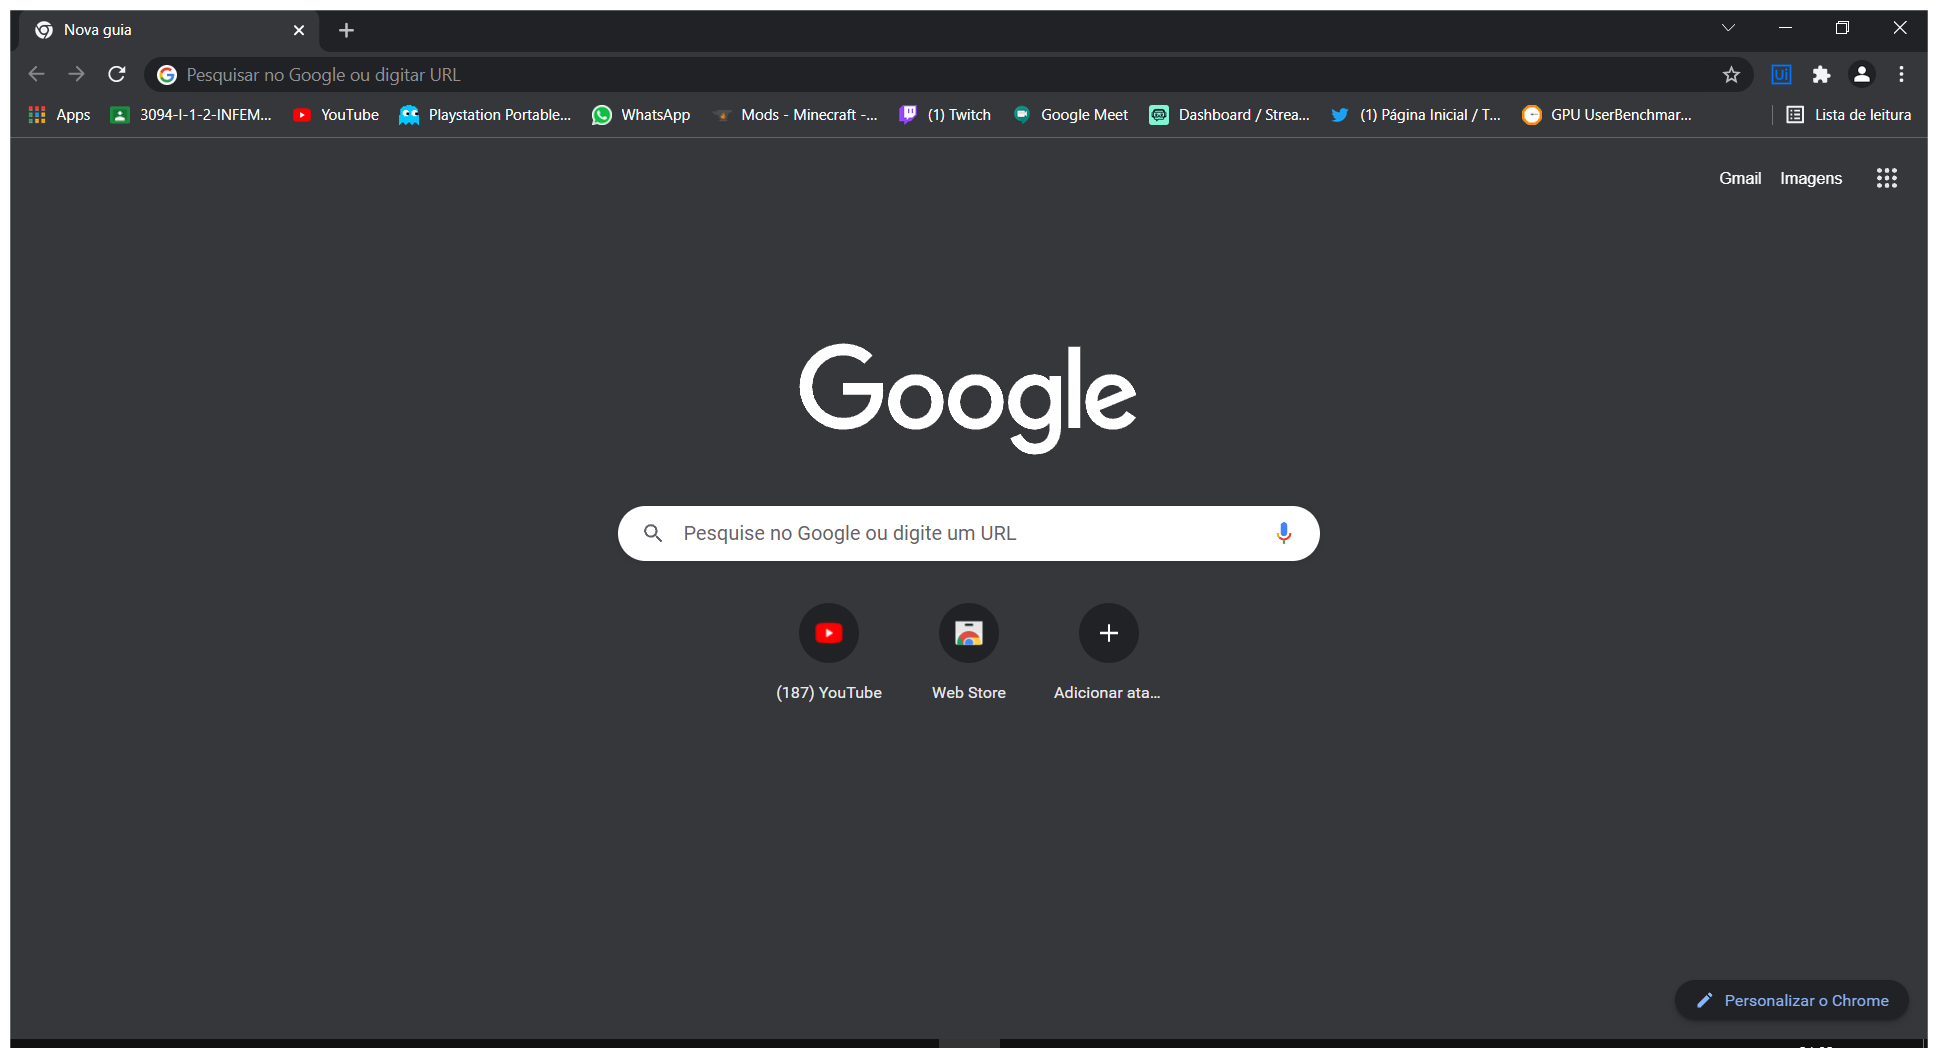 Nova guia
Pesquisar no Google ou digitar URL
Ui
Apps 3094-I-1-2-INFEM... YouTube Playstation Portable... WhatsApp Mods - Minecraft -... (1) Twitch Google Meet Dashboard / Strea... (1) Página Inicial / T... GPU UserBenchmar... Lista de leitura
Gmail Imagens
Google
Pesquise no Google ou digite um URL
(187) YouTube Web Store Adicionar ata...
Personalizar o Chrome